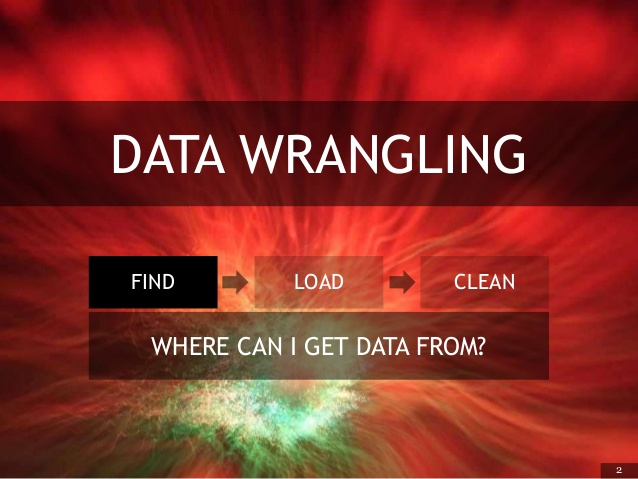 DATA WRANGLING
FIND LOAD CLEAN
WHERE CAN I GET DATA FROM?
2